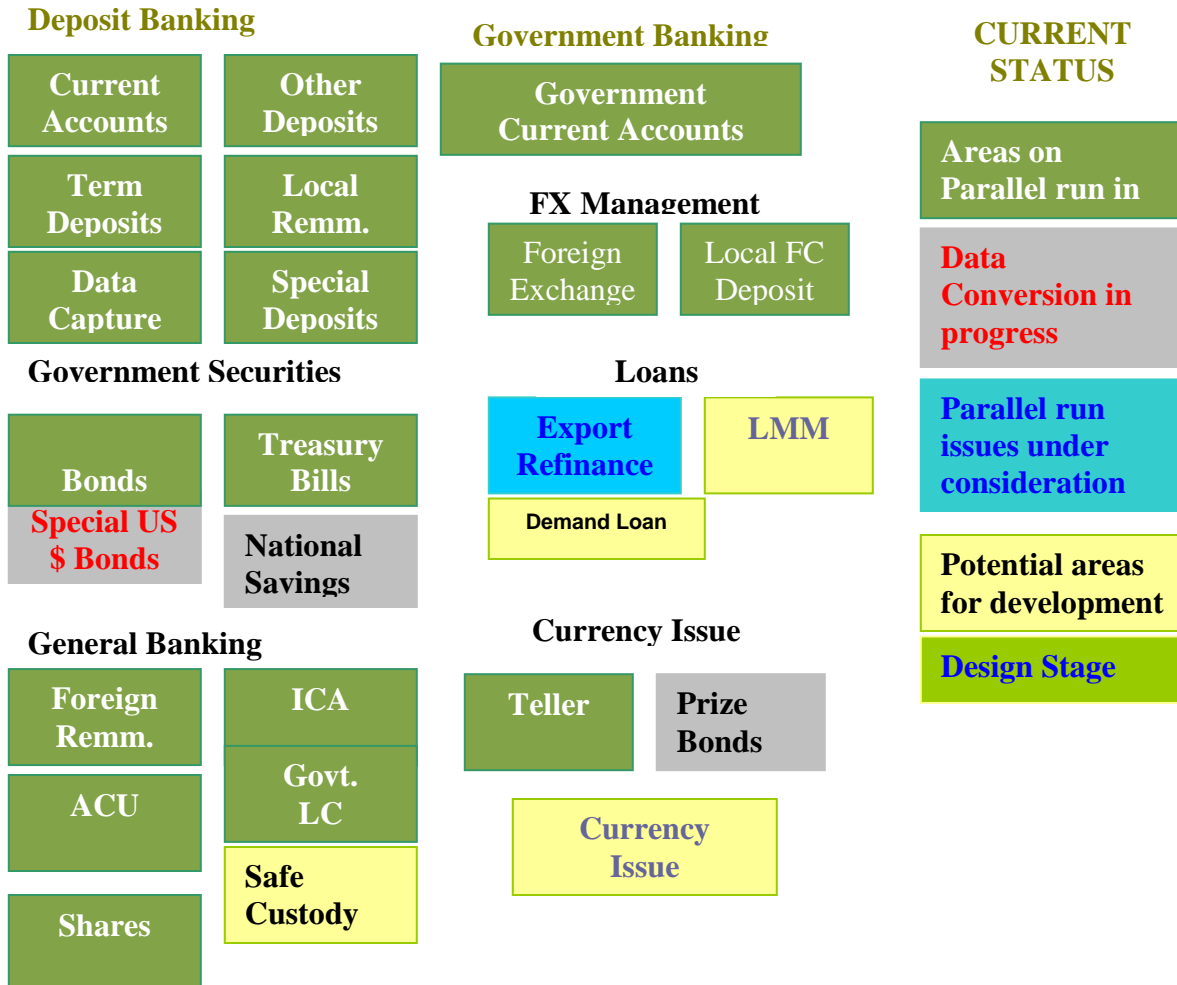 Deposit Banking
Current
Accounts
Other
Deposits
Term
Deposits
Local
Remm.
Data
Capture
Special
Deposits
Government Banking
Government
Current Accounts
FX Management
Foreign
Exchange
Local FC
Deposit
Government Securities
Bonds
Treasury
Bills
Special US
$ Bonds
National
Savings
Loans
Export
Refinance
LMM
Demand Loan
General Banking
Foreign
Remm.
ICA
ACU
Govt.
LC
Safe
Custody
Shares
Currency Issue
Teller
Prize
Bonds
Currency
Issue
CURRENT
STATUS
Areas on
Parallel run in
Data
Conversion in
progress
Parallel run
issues under
consideration
Potential areas
for development
Design Stage